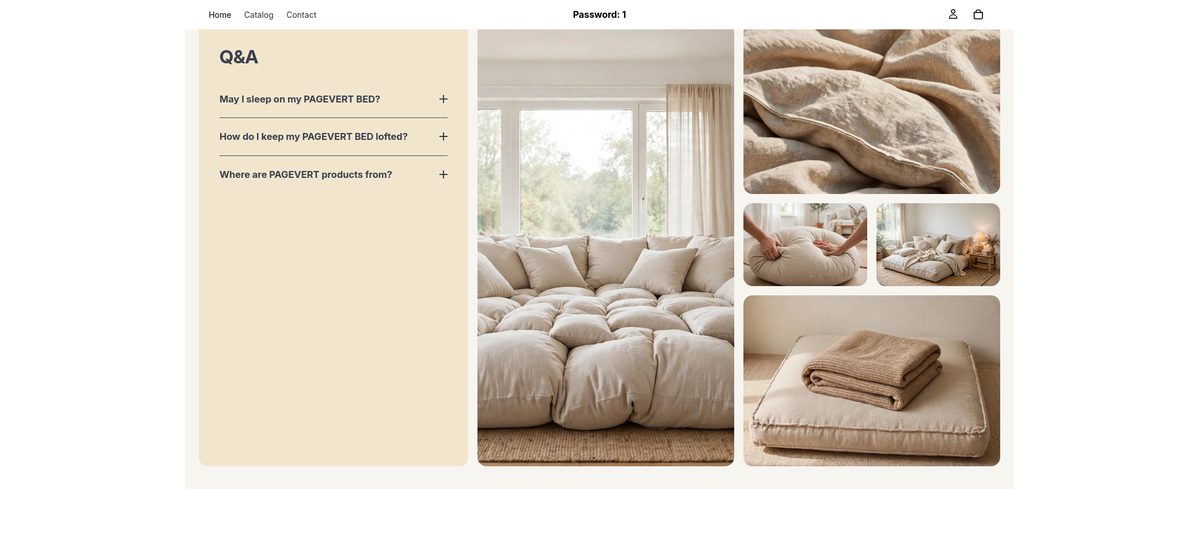 Home Catalog Contact
Password: 1
Q&A
May I sleep on my PAGEVERT BED?
How do I keep my PAGEVERT BED lofted?
Where are PAGEVERT products from?